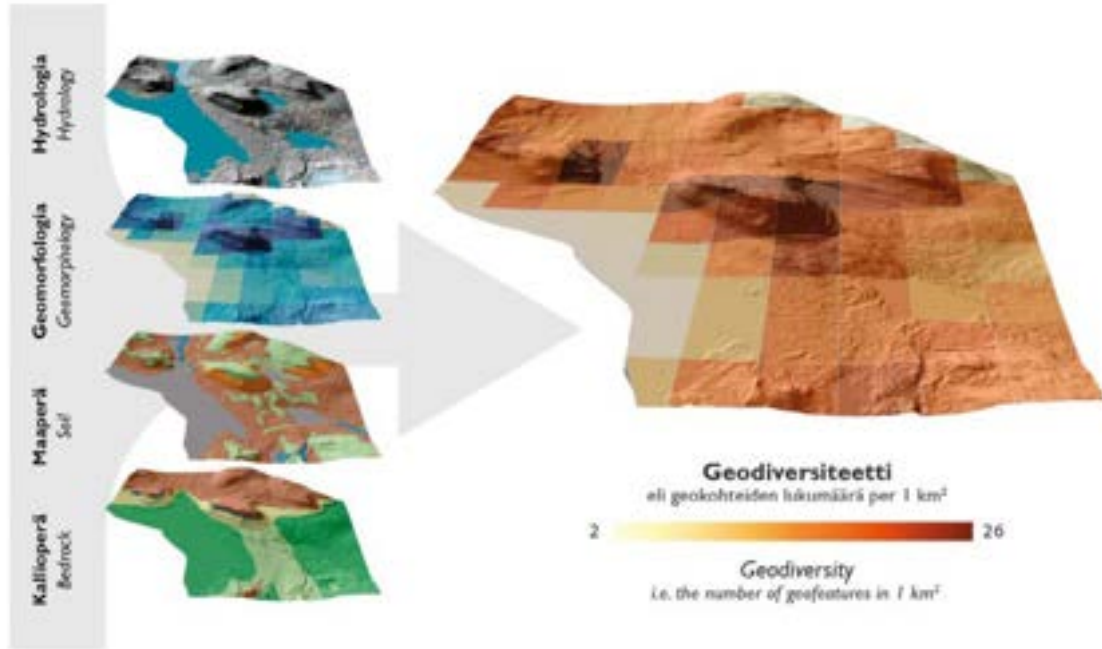 Hydrologia
Hydrology
Geomorfologia
Geomorphology
Maaperä
Soil
Kallioperä
Bedrock
Geodiversiteetti
eli geokohteiden lukumäärä per 1 km²
2
26
Geodiversity
i.e. the number of geofeatures in 1 km²